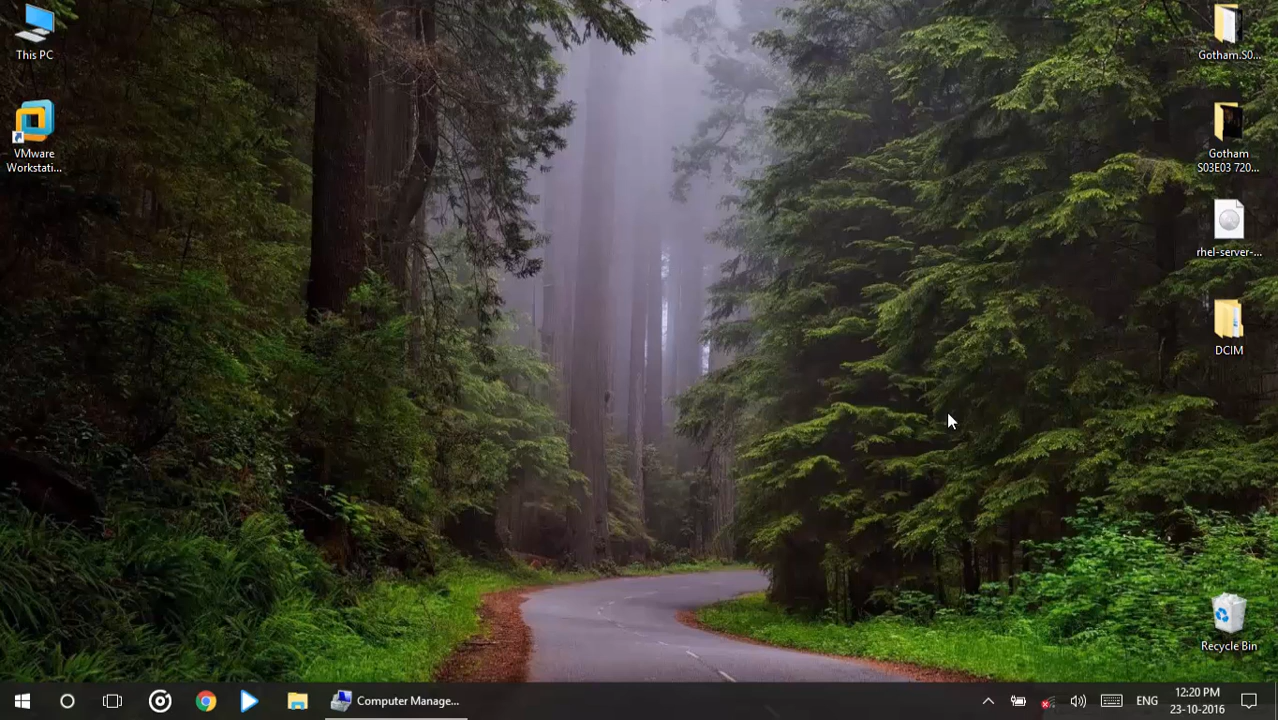 This PC
VMware
Workstati...
Gotham.S0...
Gotham
S03E03 720...
rhel-server-...
DCIM
Recycle Bin
Computer Manage...
ENG
12:20 PM
23-10-2016